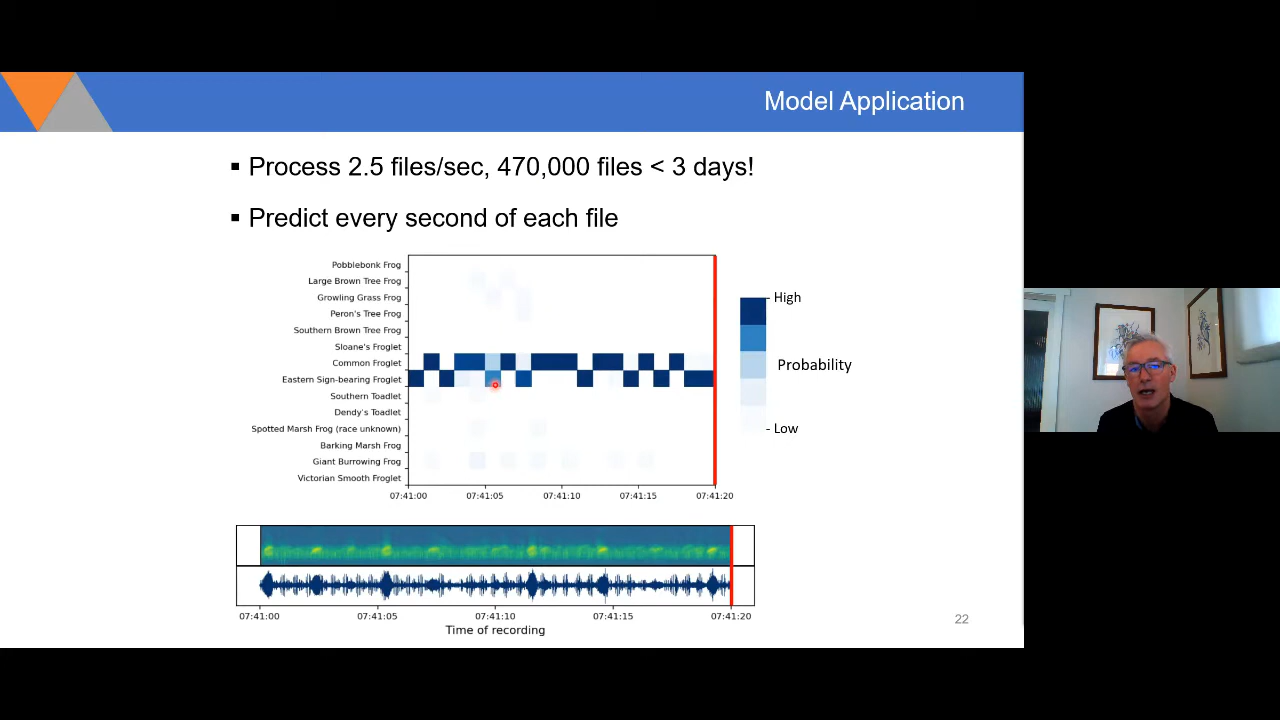 Model Application
▪ Process 2.5 files/sec, 470,000 files < 3 days!
▪ Predict every second of each file
Pobblebonk Frog
Large Brown Tree Frog
Growling Grass Frog
Peron's Tree Frog
Southern Brown Tree Frog
Sloane's Froglet
Common Froglet
Eastern Sign-bearing Froglet
Southern Toadlet
Dendy's Toadlet
Spotted Marsh Frog (race unknown)
Barking Marsh Frog
Giant Burrowing Frog
Victorian Smooth Froglet
07:41:00 07:41:05 07:41:10 07:41:15 07:41:20
- High
Probability
- Low
07:41:00 07:41:05 07:41:10 07:41:15 07:41:20
Time of recording
22